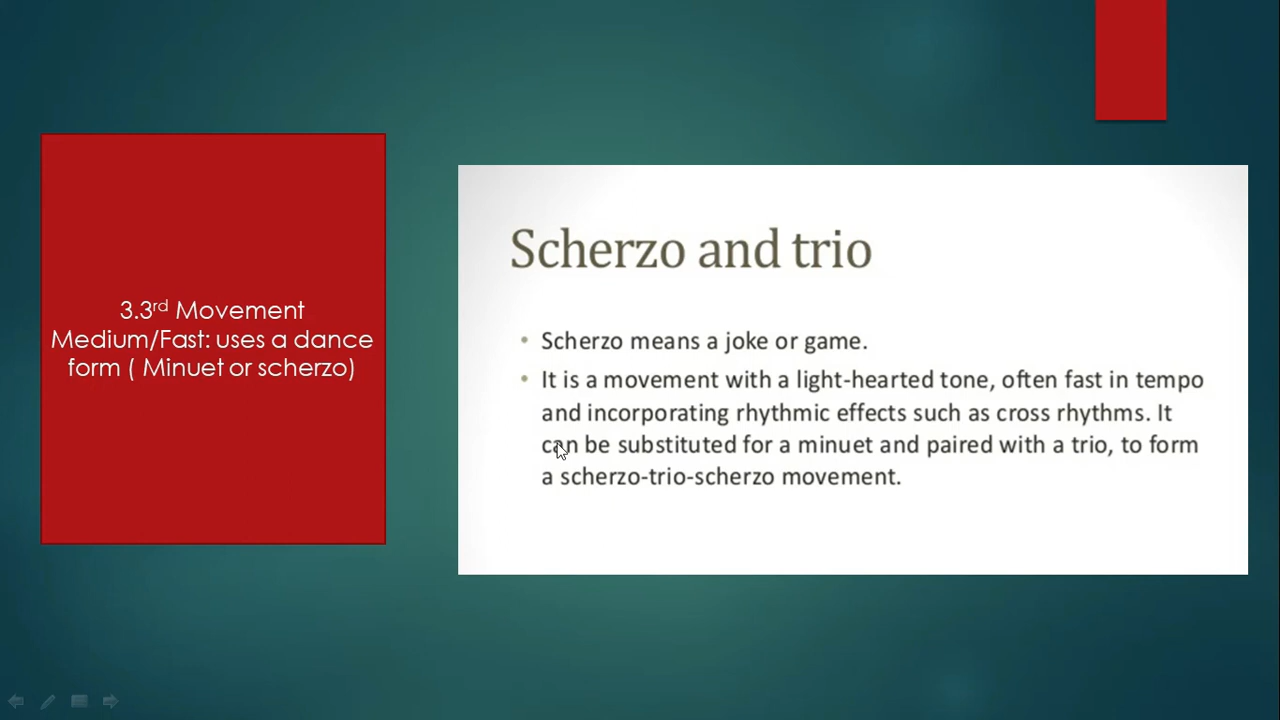 3.3rd Movement
Medium/Fast: uses a dance
form ( Minuet or scherzo)
Scherzo and trio
• Scherzo means a joke or game.
• It is a movement with a light-hearted tone, often fast in tempo
and incorporating rhythmic effects such as cross rhythms. It
can be substituted for a minuet and paired with a trio, to form
a scherzo-trio-scherzo movement.